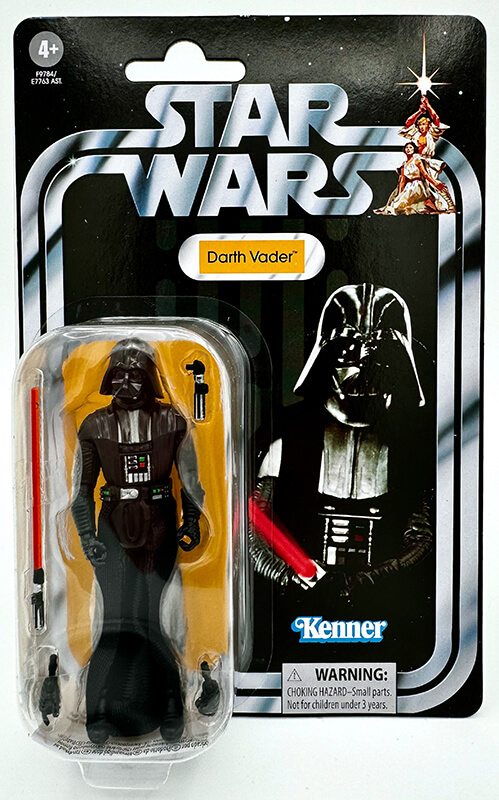 4+
F9784/
E7763 AST.
STAR
WARS
Darth Vader™
Kenner
WARNING:
CHOKING HAZARD–Small parts.
Not for children under 3 years.